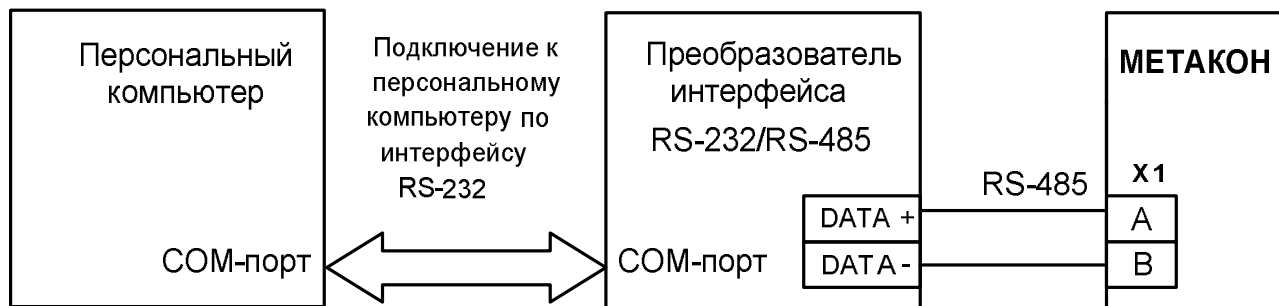 Персональный
компьютер
COM-порт
Подключение к
персональному
компьютеру по
интерфейсу
RS-232
Преобразователь
интерфейса
RS-232/RS-485
COM-порт
DATA +
DATA -
RS-485
МЕТАКОН
X1
A
B